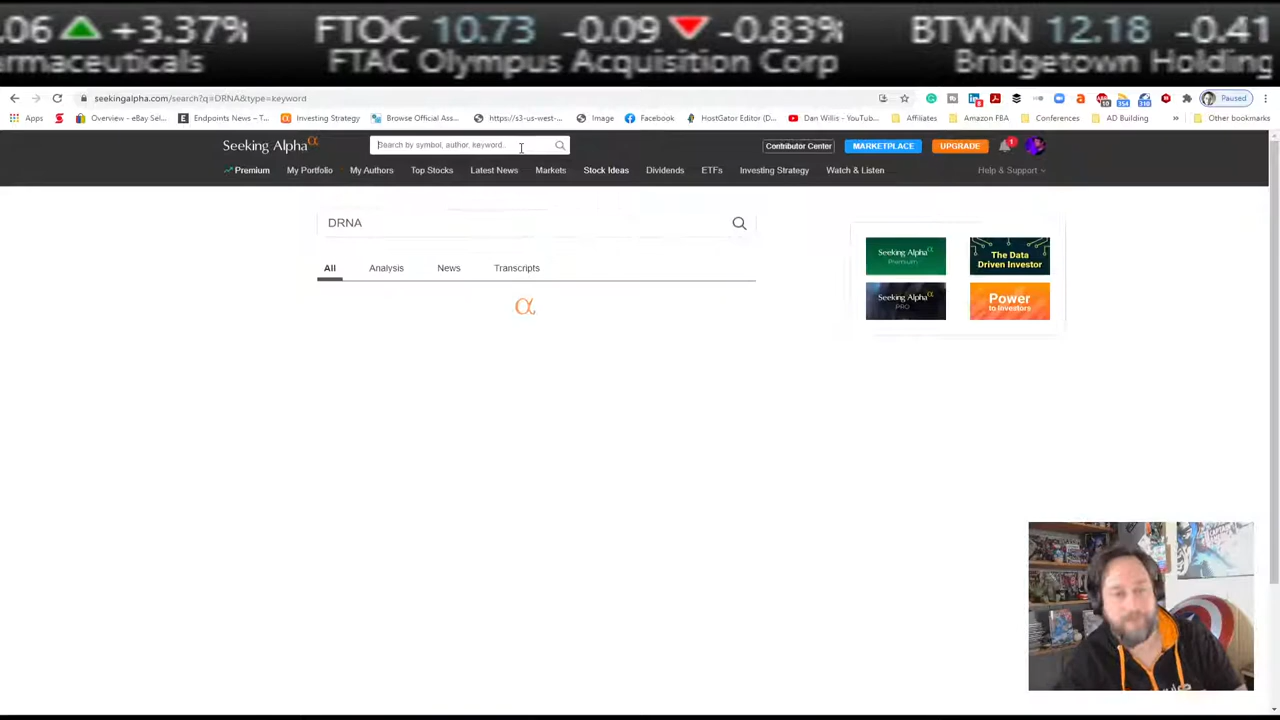 .06 +3.37% FTOC 10.73 -0.09 -0.83% BTWN 12.18 -0.41
rmaceuticals FTAC Olympus Acquisition Corp Bridgetown Holding
seekingalpha.com/search?q=DRNA&type=keyword
Paused
Apps Overview – eBay Sel... Endpoints News – T... Investing Strategy Browse Official Ass... https://s3-us-west-... Image Facebook HostGator Editor (D... Dan Willis - YouTub... Affiliates Amazon FBA Conferences AD Building » Other bookmarks
Seeking Alpha α Search by symbol, author, keyword... Contributor Center MARKETPLACE UPGRADE 1
Premium My Portfolio My Authors Top Stocks Latest News Markets Stock Ideas Dividends ETFs Investing Strategy Watch & Listen Help & Support
DRNA
All Analysis News Transcripts
α
Seeking Alpha α
Premium
The Data
Driven Investor
Seeking Alpha α
PRO
Power
to Investors